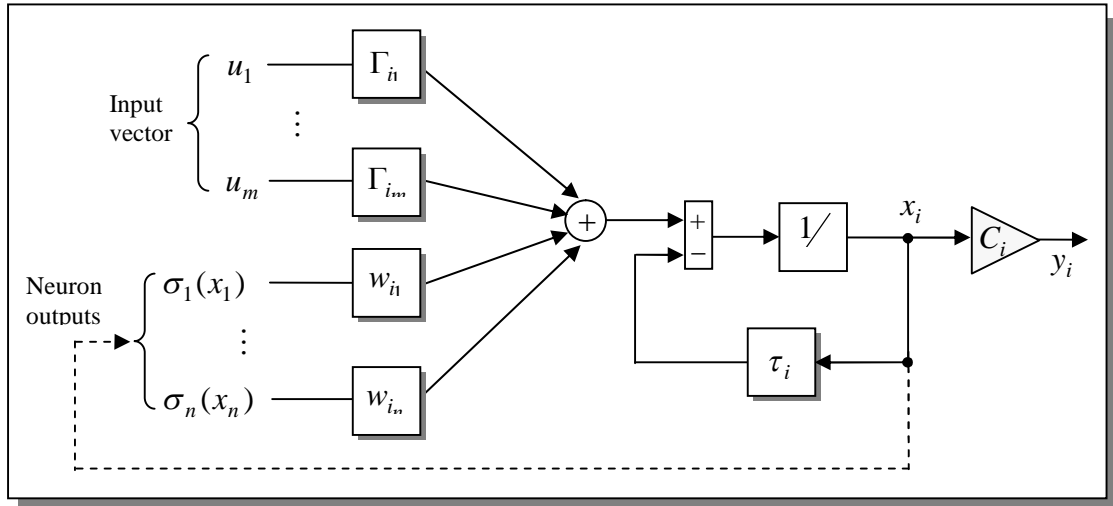 u₁
Γᵢ₁
Input
vector
⋮
uₘ
Γᵢₘ
+
+
−
1/
xᵢ
Cᵢ
yᵢ
Neuron
outputs
σ₁(x₁)
wᵢ₁
⋮
σₙ(xₙ)
wᵢₙ
τᵢ